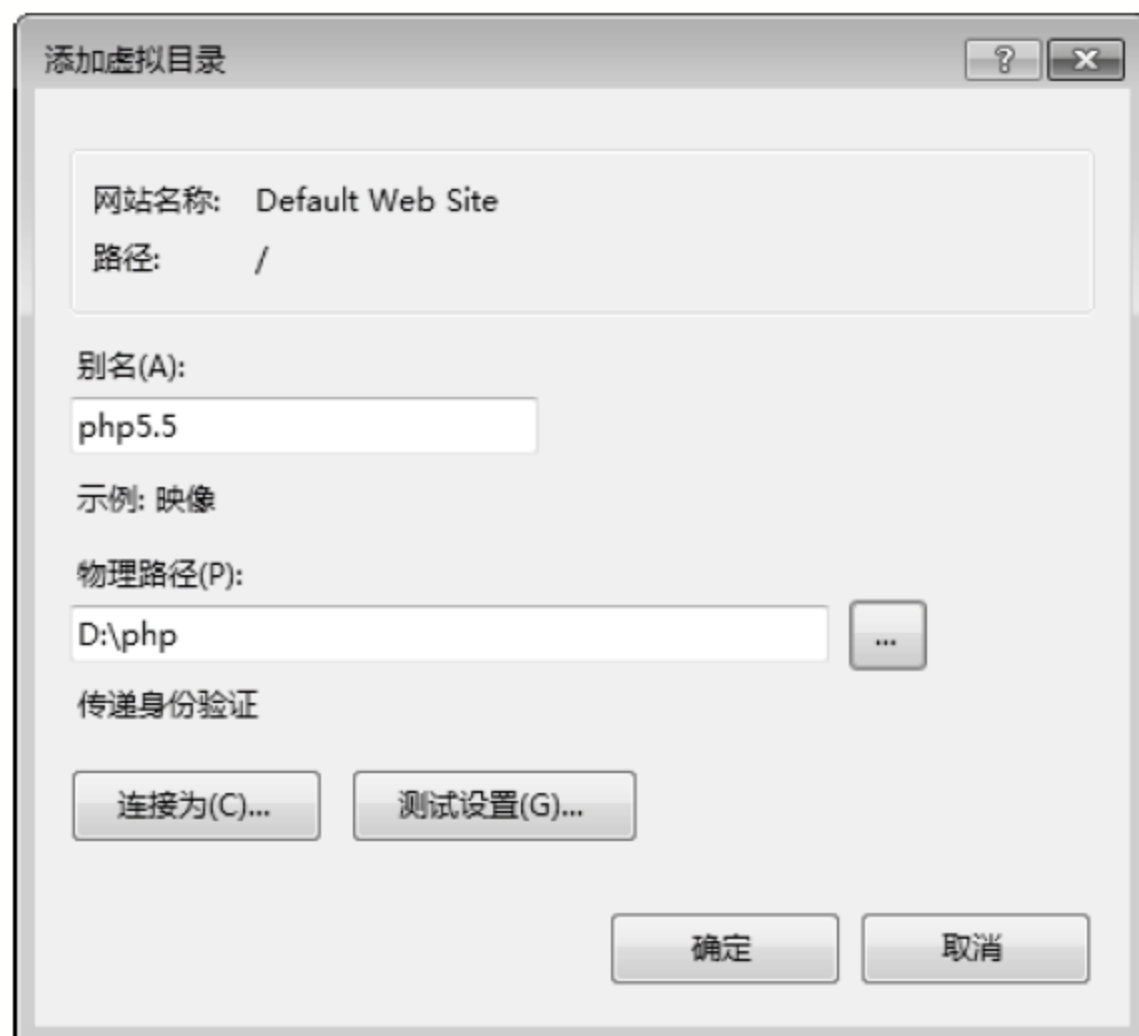 添加虚拟目录
网站名称: Default Web Site
路径: /
别名(A):
php5.5
示例: 映像
物理路径(P):
D:\php
...
传递身份验证
连接为(C)... 测试设置(G)...
确定 取消